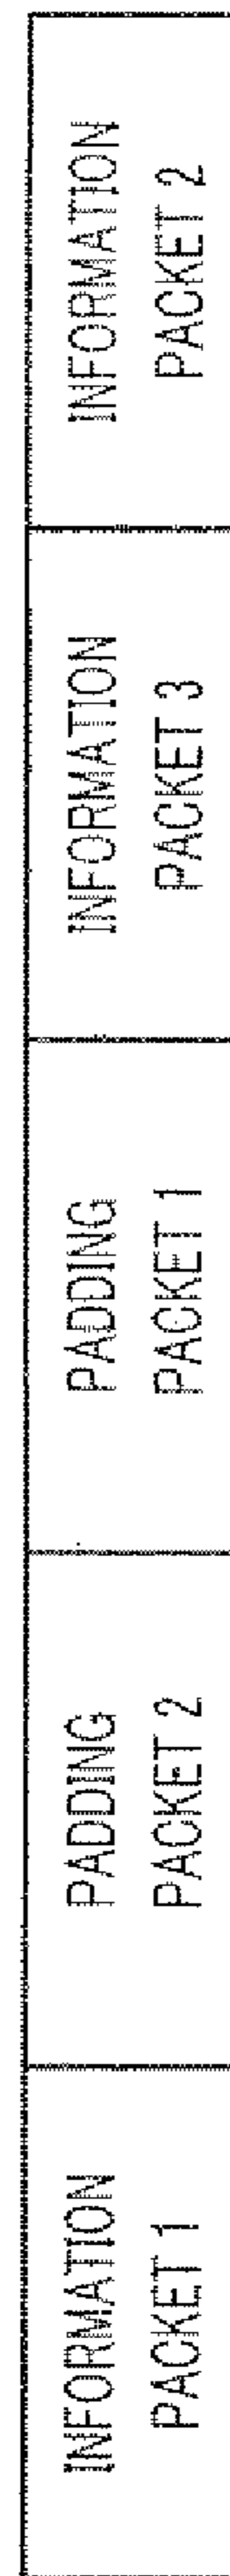 INFORMATION
PACKET 1
PADDING
PACKET 2
PADDING
PACKET 1
INFORMATION
PACKET 3
INFORMATION
PACKET 2